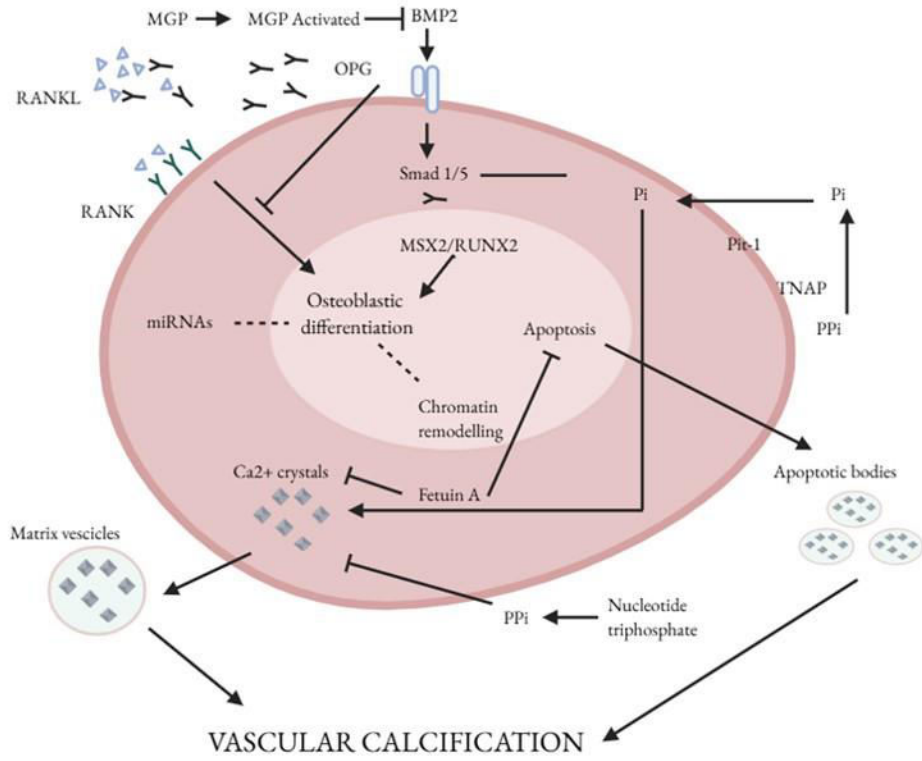 MGP
MGP Activated
BMP2
OPG
RANKL
RANK
Smad 1/5
Pi
Pi
Pit-1
TNAP
PPi
MSX2/RUNX2
Osteoblastic
differentiation
miRNAs
Apoptosis
Chromatin
remodelling
Ca2+ crystals
Fetuin A
Apoptotic bodies
Matrix vescicles
PPi
Nucleotide
triphosphate
VASCULAR CALCIFICATION